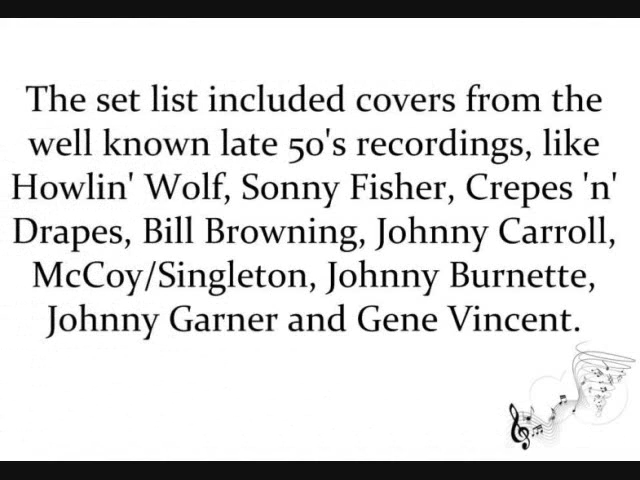 The set list included covers from the
well known late 50's recordings, like
Howlin' Wolf, Sonny Fisher, Crepes 'n'
Drapes, Bill Browning, Johnny Carroll,
McCoy/Singleton, Johnny Burnette,
Johnny Garner and Gene Vincent.